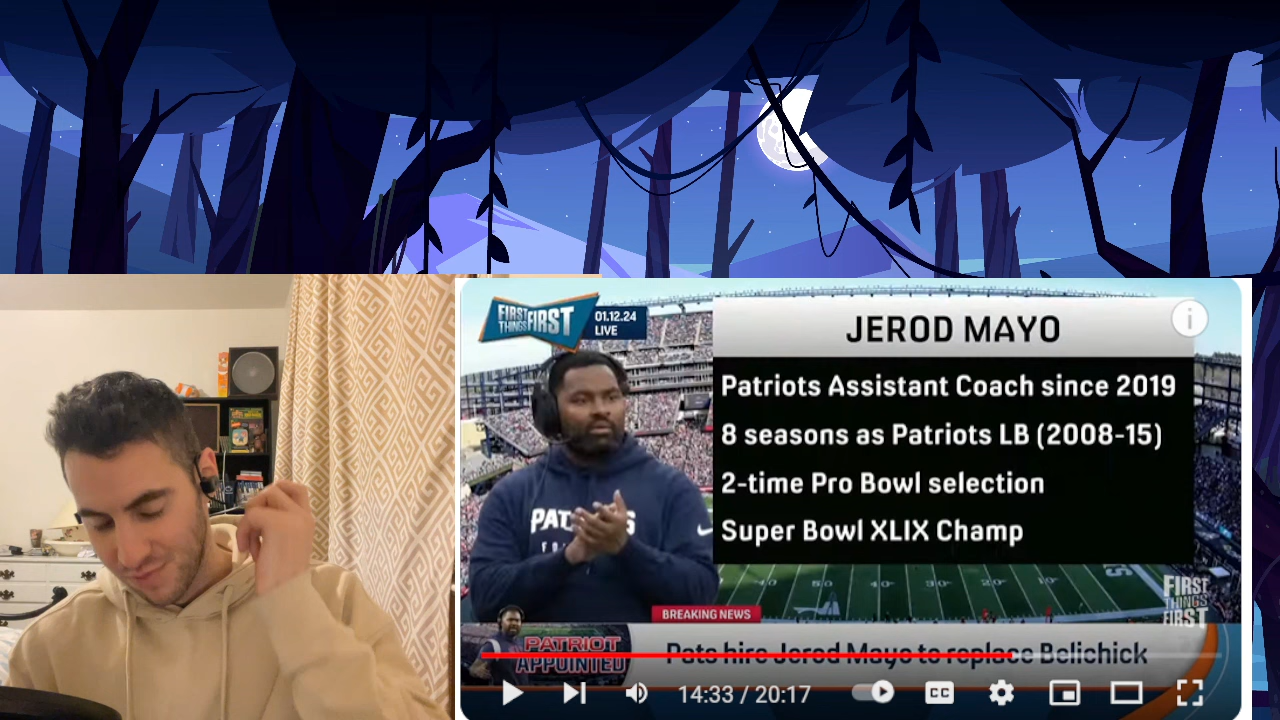 FIRST THINGS FIRST
01.12.24
LIVE
JEROD MAYO
Patriots Assistant Coach since 2019
8 seasons as Patriots LB (2008-15)
2-time Pro Bowl selection
Super Bowl XLIX Champ
FIRST
THINGS
FIRST
BREAKING NEWS
PATRIOT
APPOINTED
Pats hire Jerod Mayo to replace Belichick
14:33 / 20:17
CC